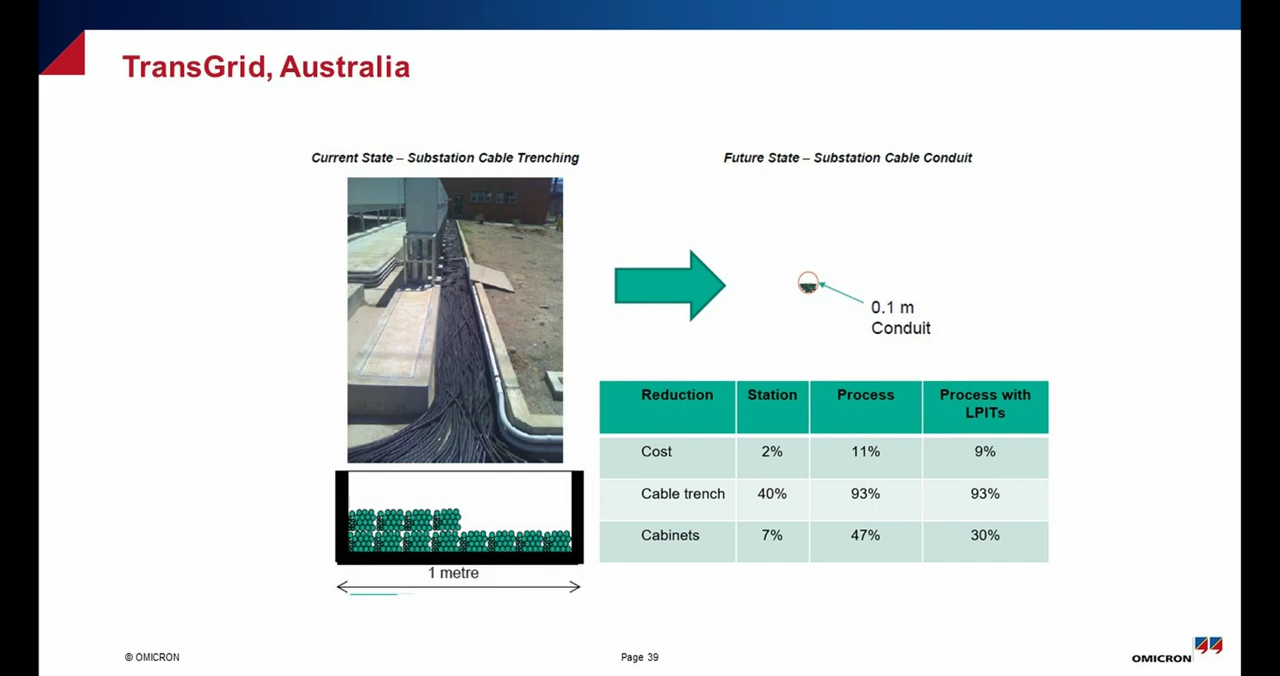 TransGrid, Australia
Current State – Substation Cable Trenching
Future State – Substation Cable Conduit
0.1 m
Conduit
1 metre
Reduction Station Process Process with LPITs
Cost 2% 11% 9%
Cable trench 40% 93% 93%
Cabinets 7% 47% 30%
© OMICRON
Page 39
OMICRON